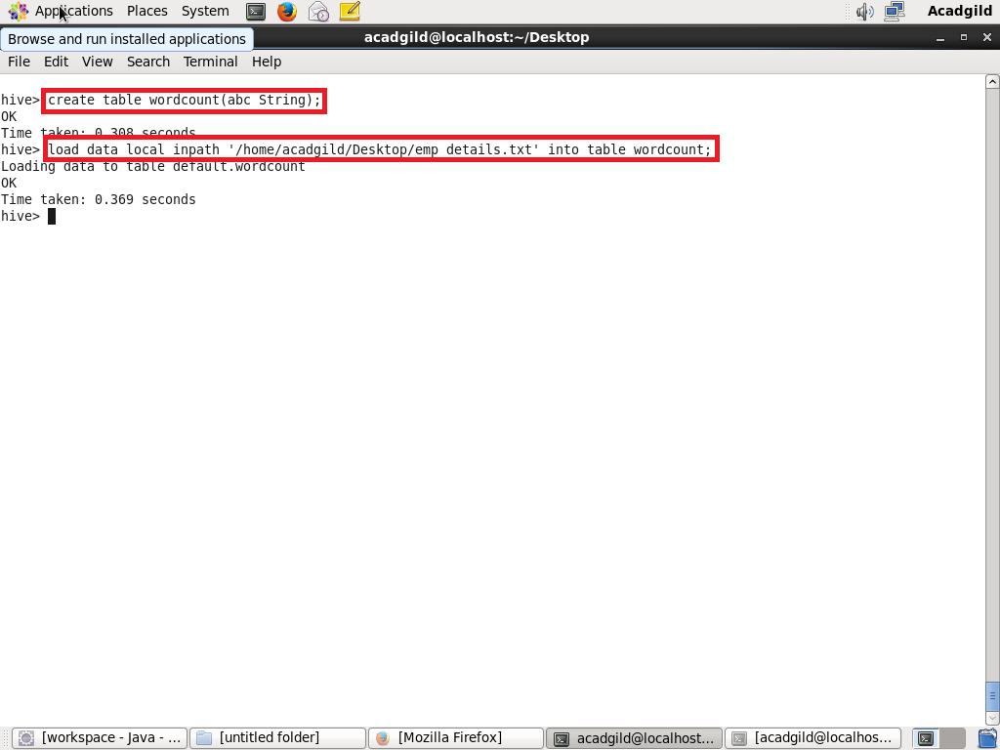 Applications Places System Acadgild
Browse and run installed applications
acadgild@localhost:~/Desktop
File Edit View Search Terminal Help
hive> create table wordcount(abc String);
OK
Time taken: 0.308 seconds
hive> load data local inpath '/home/acadgild/Desktop/emp details.txt' into table wordcount;
Loading data to table default.wordcount
OK
Time taken: 0.369 seconds
hive>
[workspace - Java - ... [untitled folder] [Mozilla Firefox] acadgild@localhost... [acadgild@localhos...